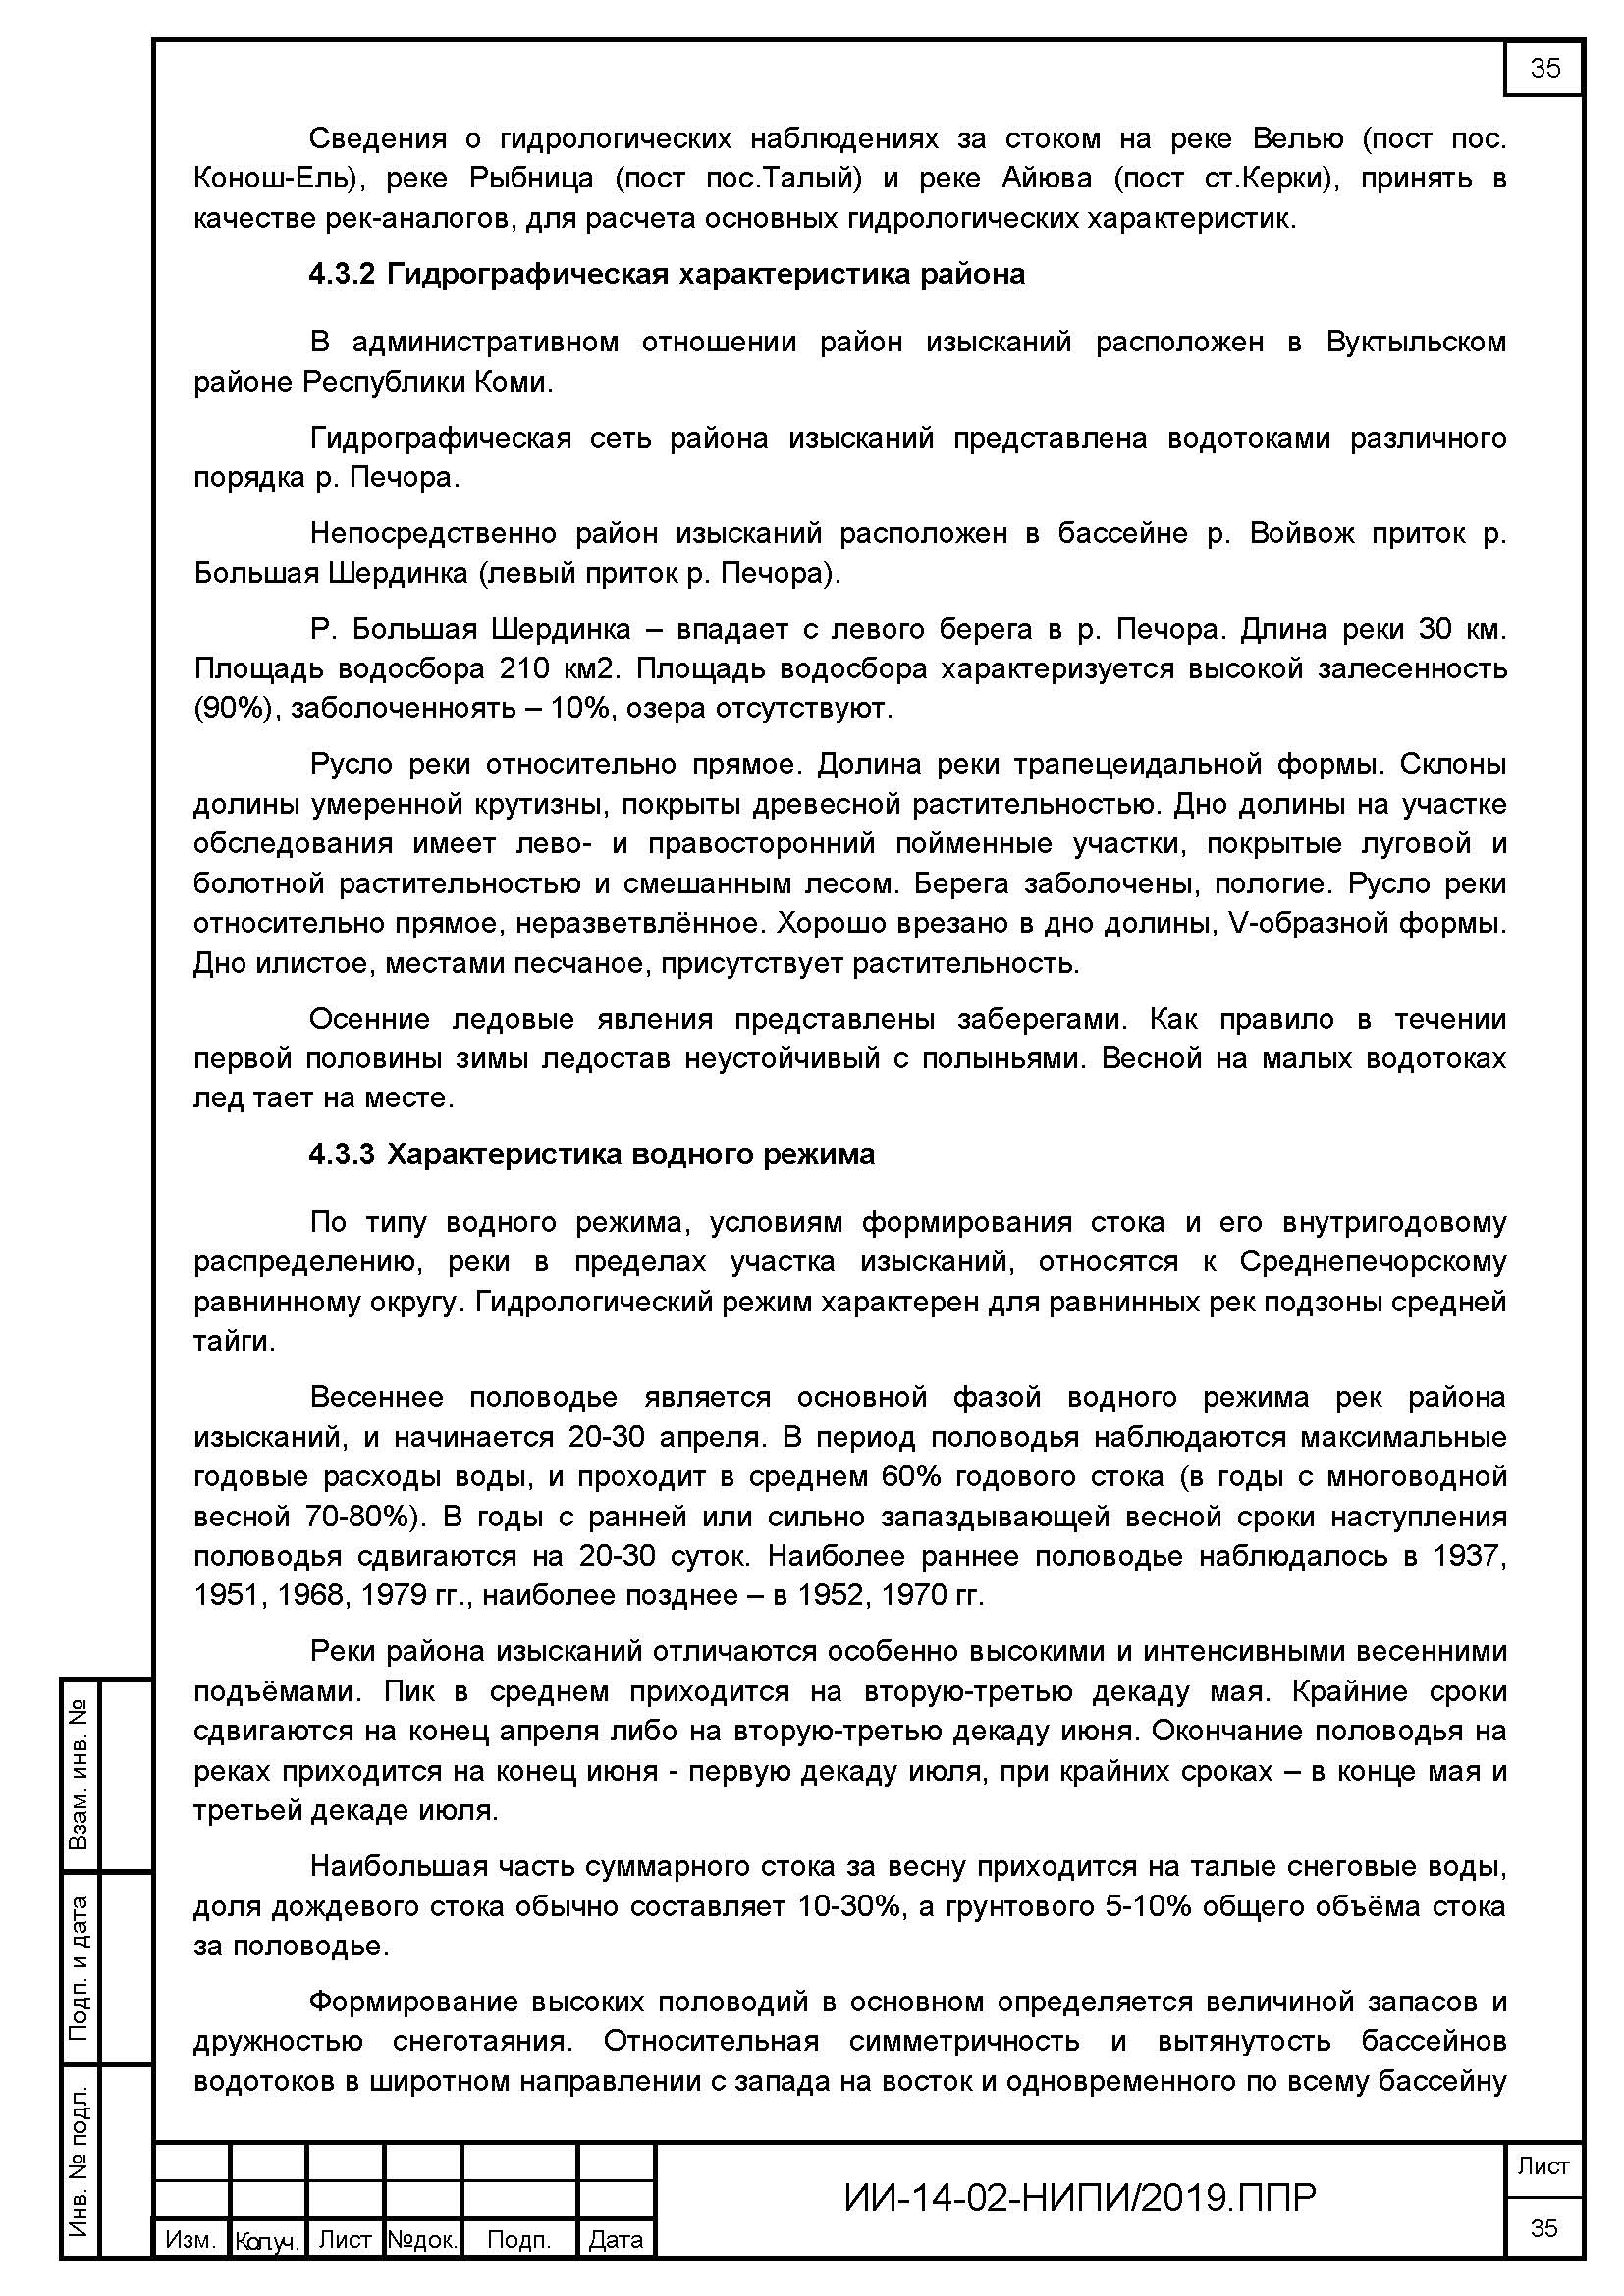 35
Сведения о гидрологических наблюдениях за стоком на реке Велью (пост пос.
Конош-Ель), реке Рыбница (пост пос.Талый) и реке Айюва (пост ст.Керки), принять в
качестве рек-аналогов, для расчета основных гидрологических характеристик.
4.3.2 Гидрографическая характеристика района
В административном отношении район изысканий расположен в Вуктыльском
районе Республики Коми.
Гидрографическая сеть района изысканий представлена водотоками различного
порядка р. Печора.
Непосредственно район изысканий расположен в бассейне р. Войвож приток р.
Большая Шердинка (левый приток р. Печора).
Р. Большая Шердинка – впадает с левого берега в р. Печора. Длина реки 30 км.
Площадь водосбора 210 км2. Площадь водосбора характеризуется высокой залесенность
(90%), заболоченноять – 10%, озера отсутствуют.
Русло реки относительно прямое. Долина реки трапецеидальной формы. Склоны
долины умеренной крутизны, покрыты древесной растительностью. Дно долины на участке
обследования имеет лево- и правосторонний пойменные участки, покрытые луговой и
болотной растительностью и смешанным лесом. Берега заболочены, пологие. Русло реки
относительно прямое, неразветвлённое. Хорошо врезано в дно долины, V-образной формы.
Дно илистое, местами песчаное, присутствует растительность.
Осенние ледовые явления представлены заберегами. Как правило в течении
первой половины зимы ледостав неустойчивый с полыньями. Весной на малых водотоках
лед тает на месте.
4.3.3 Характеристика водного режима
По типу водного режима, условиям формирования стока и его внутригодовому
распределению, реки в пределах участка изысканий, относятся к Среднепечорскому
равнинному округу. Гидрологический режим характерен для равнинных рек подзоны средней
тайги.
Весеннее половодье является основной фазой водного режима рек района
изысканий, и начинается 20-30 апреля. В период половодья наблюдаются максимальные
годовые расходы воды, и проходит в среднем 60% годового стока (в годы с многоводной
весной 70-80%). В годы с ранней или сильно запаздывающей весной сроки наступления
половодья сдвигаются на 20-30 суток. Наиболее раннее половодье наблюдалось в 1937,
1951, 1968, 1979 гг., наиболее позднее – в 1952, 1970 гг.
Реки района изысканий отличаются особенно высокими и интенсивными весенними
подъёмами. Пик в среднем приходится на вторую-третью декаду мая. Крайние сроки
сдвигаются на конец апреля либо на вторую-третью декаду июня. Окончание половодья на
реках приходится на конец июня - первую декаду июля, при крайних сроках – в конце мая и
третьей декаде июля.
Наибольшая часть суммарного стока за весну приходится на талые снеговые воды,
доля дождевого стока обычно составляет 10-30%, а грунтового 5-10% общего объёма стока
за половодье.
Формирование высоких половодий в основном определяется величиной запасов и
дружностью снеготаяния. Относительная симметричность и вытянутость бассейнов
водотоков в широтном направлении с запада на восток и одновременного по всему бассейну
Взам. инв. №
Подп. и дата
Инв. № подл.
Изм. Кол.уч. Лист №док. Подп. Дата
ИИ-14-02-НИПИ/2019.ППР
Лист
35